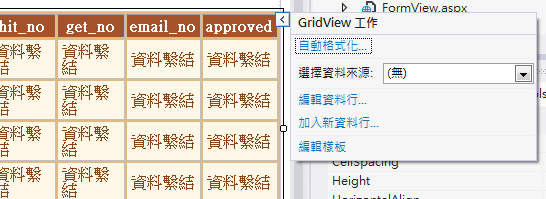 hit_no get_no email_no approved
資料繫結 資料繫結 資料繫結 資料繫結
資料繫結 資料繫結 資料繫結 資料繫結
資料繫結 資料繫結 資料繫結 資料繫結
資料繫結 資料繫結 資料繫結 資料繫結
FormView.aspx
GridView 工作
自動格式化...
選擇資料來源: (無)
編輯資料行...
加入新資料行...
編輯樣板
CellSpacing
Height
HorizontalAlign